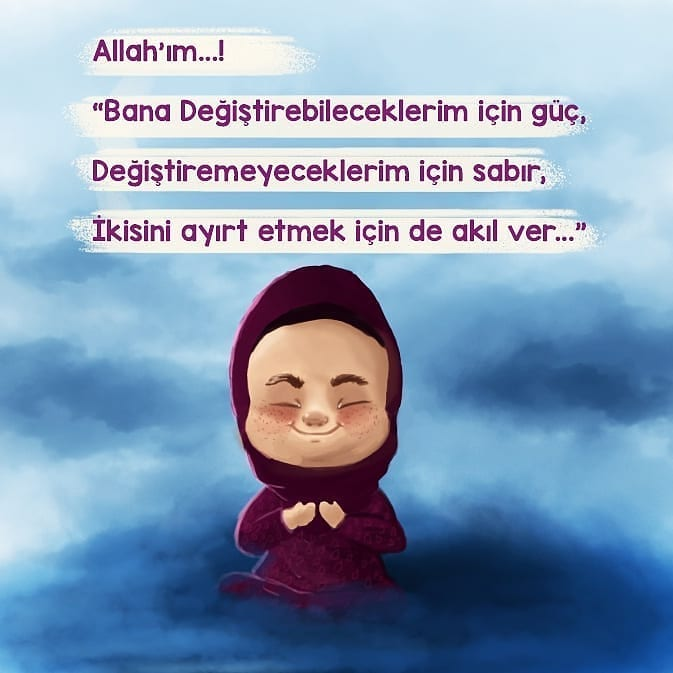 Allah'ım...!
“Bana Değiştirebileceklerim için güç,
Değiştiremeyeceklerim için sabır,
İkisini ayırt etmek için de akıl ver...”